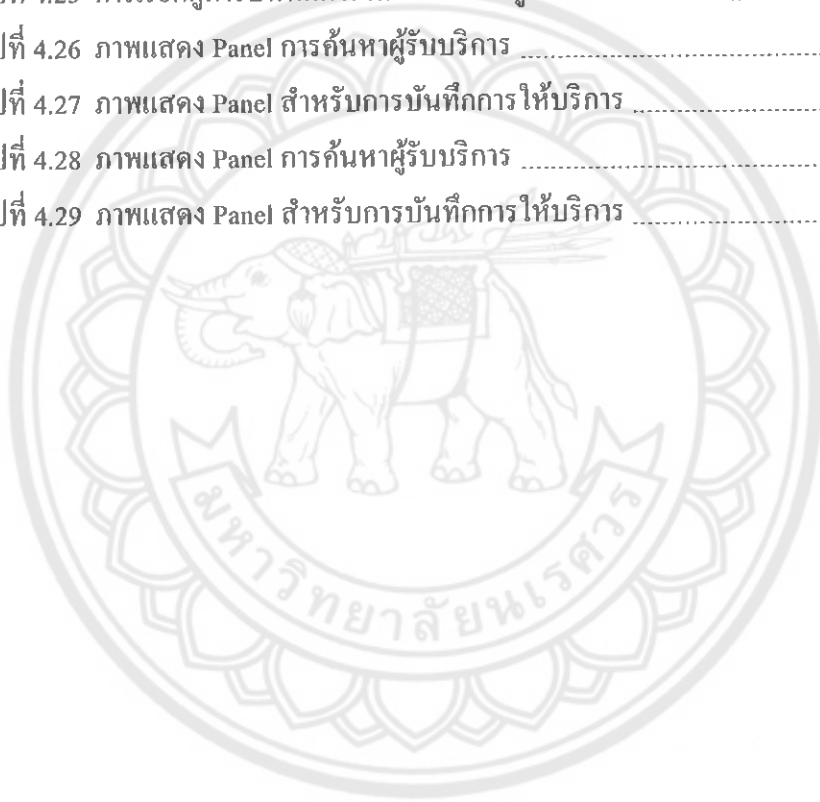 ปที่ 4.26 ภาพแสดง Panel การค้นหาผู้รับบริการ
ปที่ 4.27 ภาพแสดง Panel สำหรับการบันทึกการให้บริการ
ปที่ 4.28 ภาพแสดง Panel การค้นหาผู้รับบริการ
ปที่ 4.29 ภาพแสดง Panel สำหรับการบันทึกการให้บริการ
มหาวิทยาลัยนเรศวร